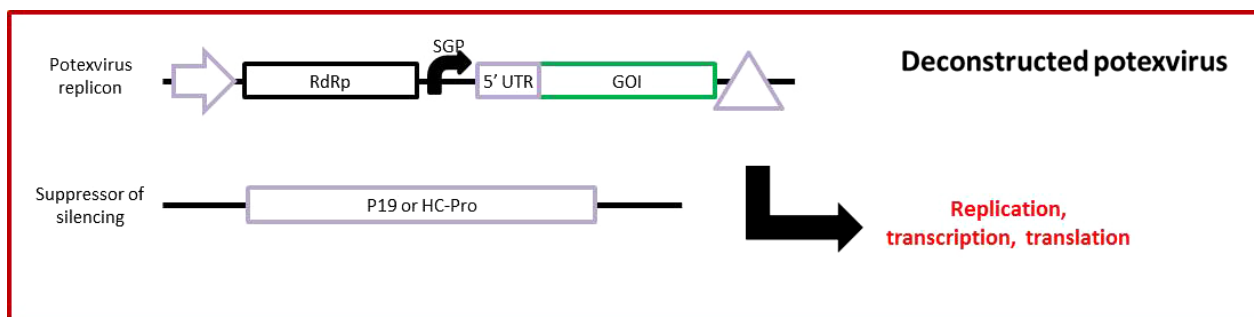 SGP
Potexvirus
replicon
RdRp
5' UTR
GOI
Deconstructed potexvirus
Suppressor of
silencing
P19 or HC-Pro
Replication,
transcription, translation